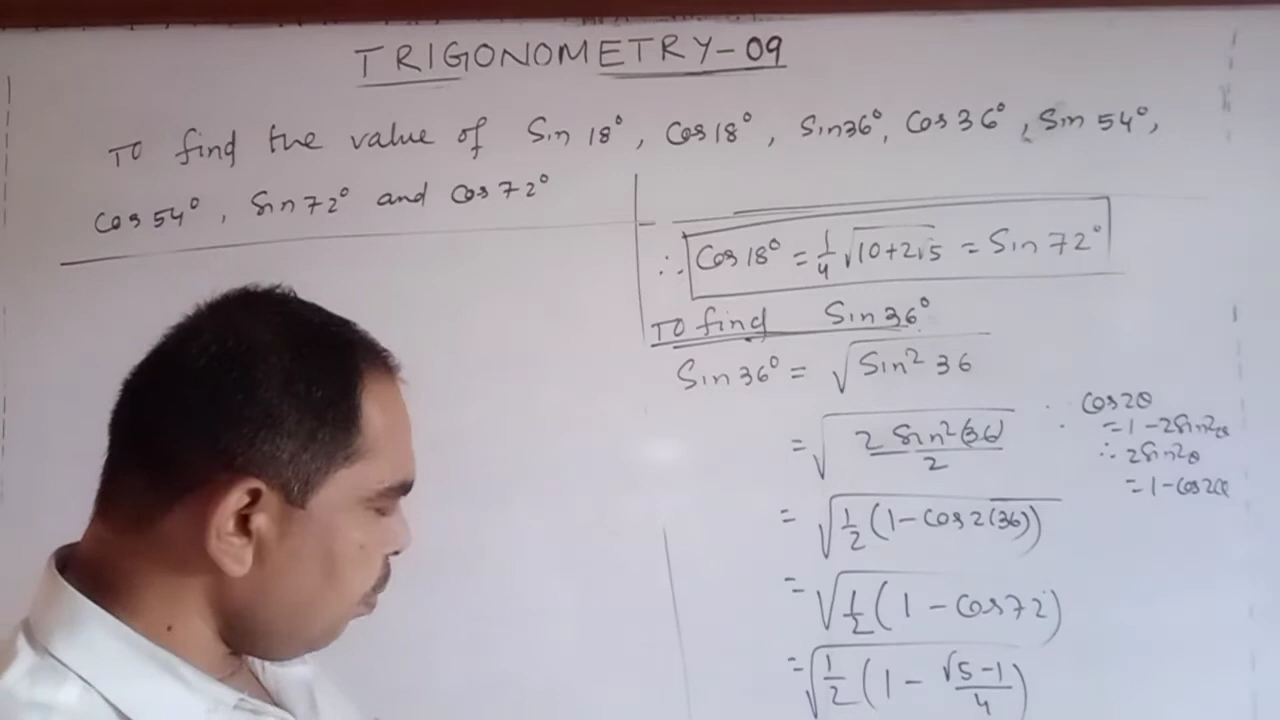 TRIGONOMETRY-09
TO find the value of Sin 18°, Cos 18°, Sin 36°, Cos 36°, Sin 54°,
Cos 54°, Sin 72° and Cos 72°
∴ Cos 18° = 1/4 √(10+2√5) = Sin 72°
TO find Sin 36°
Sin 36° = √(Sin² 36)
= √(2 Sin²(36)/2)
= √(1/2 (1-Cos 2(36)))
= √(1/2 (1 - Cos 72))
= √(1/2 (1 - (√5-1)/4))
∵ Cos 2θ
= 1 - 2Sin²θ
∴ 2Sin²θ
= 1 - Cos 2θ